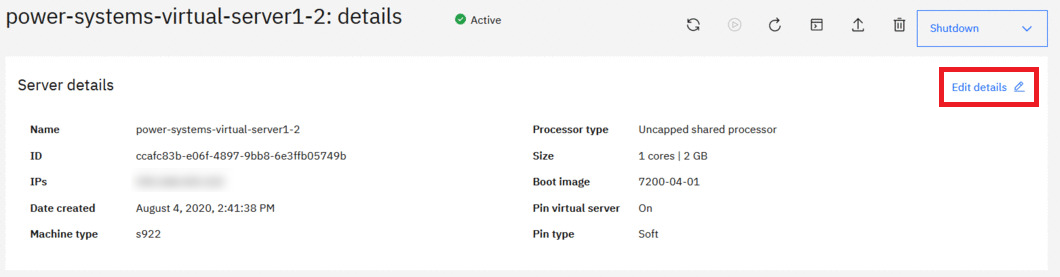 power-systems-virtual-server1-2: details
Active
Shutdown
Server details
Edit details
Name power-systems-virtual-server1-2
ID ccafc83b-e06f-4897-9bb8-6e3ffb05749b
IPs
Date created August 4, 2020, 2:41:38 PM
Machine type s922
Processor type Uncapped shared processor
Size 1 cores | 2 GB
Boot image 7200-04-01
Pin virtual server On
Pin type Soft